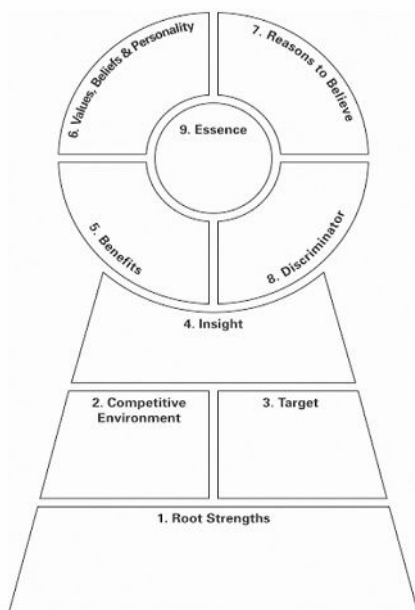 6. Values, Beliefs & Personality
7. Reasons to Believe
9. Essence
5. Benefits
8. Discriminator
4. Insight
2. Competitive
Environment
3. Target
1. Root Strengths